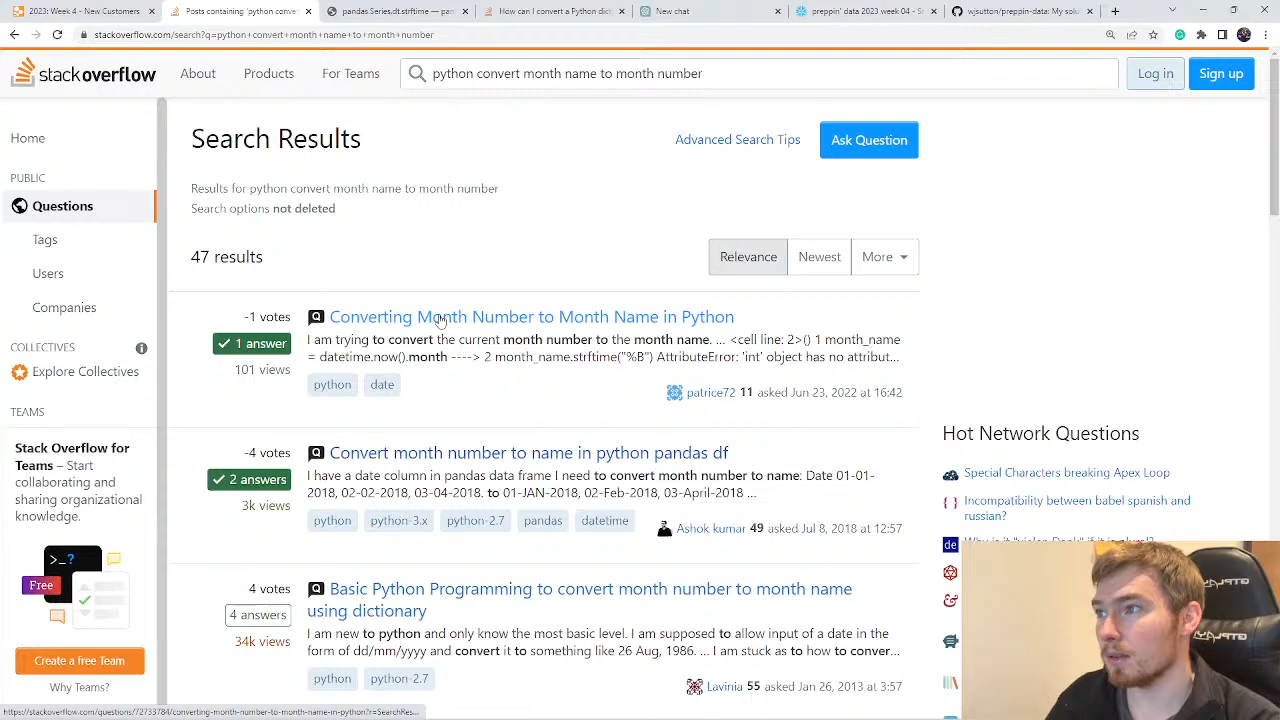 2023: Week 4 - New Customers
Posts containing 'python conver
pandas.Series.dt.strftime — pan
How can I convert a Python dict
New chat
preppin' data 2023 week 04 - S
wjsutton/preppin-data: My solu
stackoverflow.com/search?q=python+convert+month+name+to+month+number
stackoverflow
About
Products
For Teams
python convert month name to month number
Log in
Sign up
Home
PUBLIC
Questions
Tags
Users
Companies
COLLECTIVES
Explore Collectives
TEAMS
Stack Overflow for
Teams – Start
collaborating and
sharing organizational
knowledge.
>_?
Free
Create a free Team
Why Teams?
Search Results
Advanced Search Tips
Ask Question
Results for python convert month name to month number
Search options not deleted
47 results
Relevance
Newest
More
-1 votes
1 answer
101 views
Converting Month Number to Month Name in Python
I am trying to convert the current month number to the month name. ... <cell line: 2>() 1 month_name
= datetime.now().month ----> 2 month_name.strftime("%B") AttributeError: 'int' object has no attribut...
python
date
patrice72 11 asked Jun 23, 2022 at 16:42
-4 votes
2 answers
3k views
Convert month number to name in python pandas df
I have a date column in pandas data frame I need to convert month number to name: Date 01-01-
2018, 02-02-2018, 03-04-2018. to 01-JAN-2018, 02-Feb-2018, 03-April-2018 ...
python
python-3.x
python-2.7
pandas
datetime
Ashok kumar 49 asked Jul 8, 2018 at 12:57
4 votes
4 answers
34k views
Basic Python Programming to convert month number to month name
using dictionary
I am new to python and only know the most basic level. I am supposed to allow input of a date in the
form of dd/mm/yyyy and convert it to something like 26 Aug, 1986. ... I am stuck as to how to conver...
python
python-2.7
Lavinia 55 asked Jan 26, 2013 at 3:57
Hot Network Questions
Special Characters breaking Apex Loop
Incompatibility between babel spanish and
russian?
de
GTPLAYER
https://stackoverflow.com/questions/72733784/converting-month-number-to-month-name-in-python?r=SearchRes...